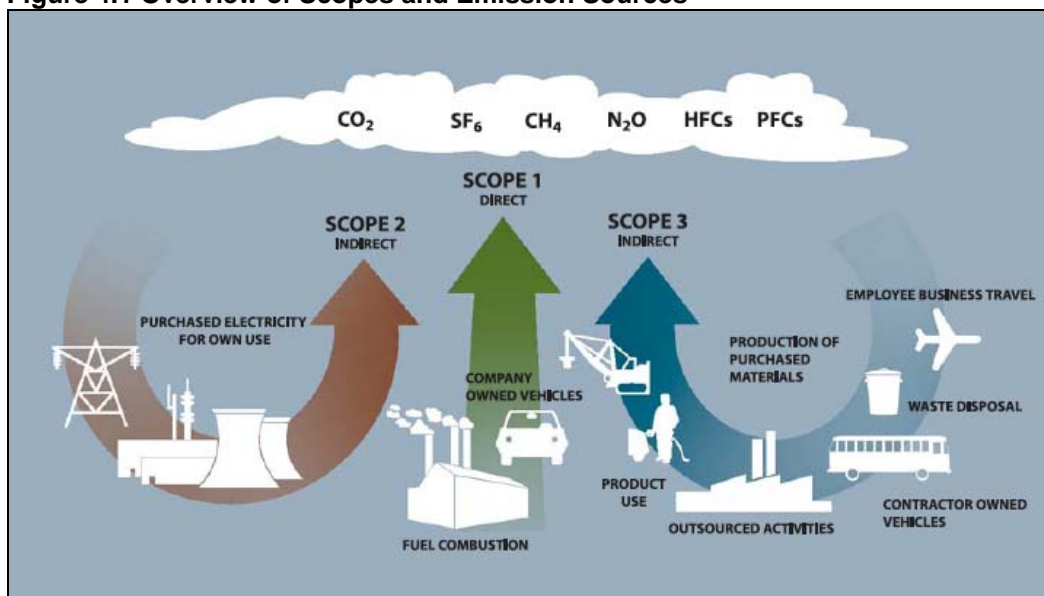 Figure 4.1 Overview of Scopes and Emission Sources
CO₂ SF₆ CH₄ N₂O HFCs PFCs
SCOPE 1
DIRECT
SCOPE 2
INDIRECT
SCOPE 3
INDIRECT
PURCHASED ELECTRICITY
FOR OWN USE
COMPANY
OWNED VEHICLES
FUEL COMBUSTION
PRODUCT
USE
PRODUCTION OF
PURCHASED
MATERIALS
OUTSOURCED ACTIVITIES
EMPLOYEE BUSINESS TRAVEL
WASTE DISPOSAL
CONTRACTOR OWNED
VEHICLES